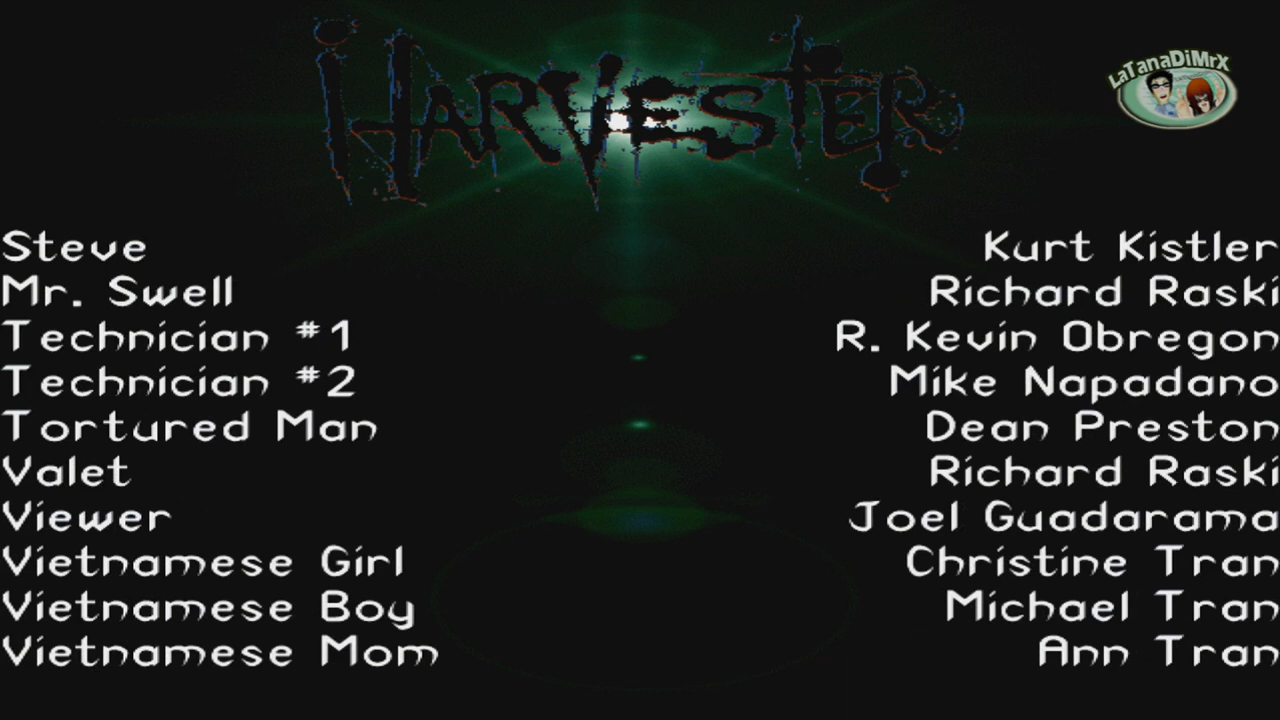 HARVESTER
LaTanaDiMrX
Steve Kurt Kistler
Mr. Swell Richard Raski
Technician #1 R. Kevin Obregon
Technician #2 Mike Napadano
Tortured Man Dean Preston
Valet Richard Raski
Viewer Joel Guadarama
Vietnamese Girl Christine Tran
Vietnamese Boy Michael Tran
Vietnamese Mom Ann Tran